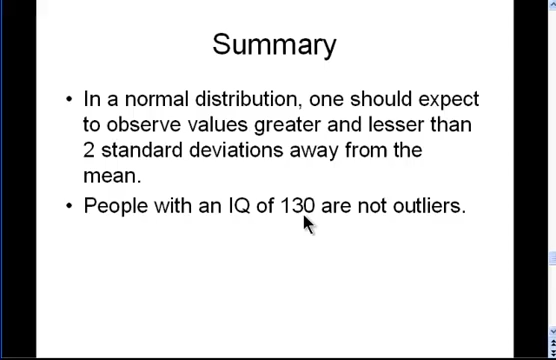 Summary
• In a normal distribution, one should expect
to observe values greater and lesser than
2 standard deviations away from the
mean.
• People with an IQ of 130 are not outliers.